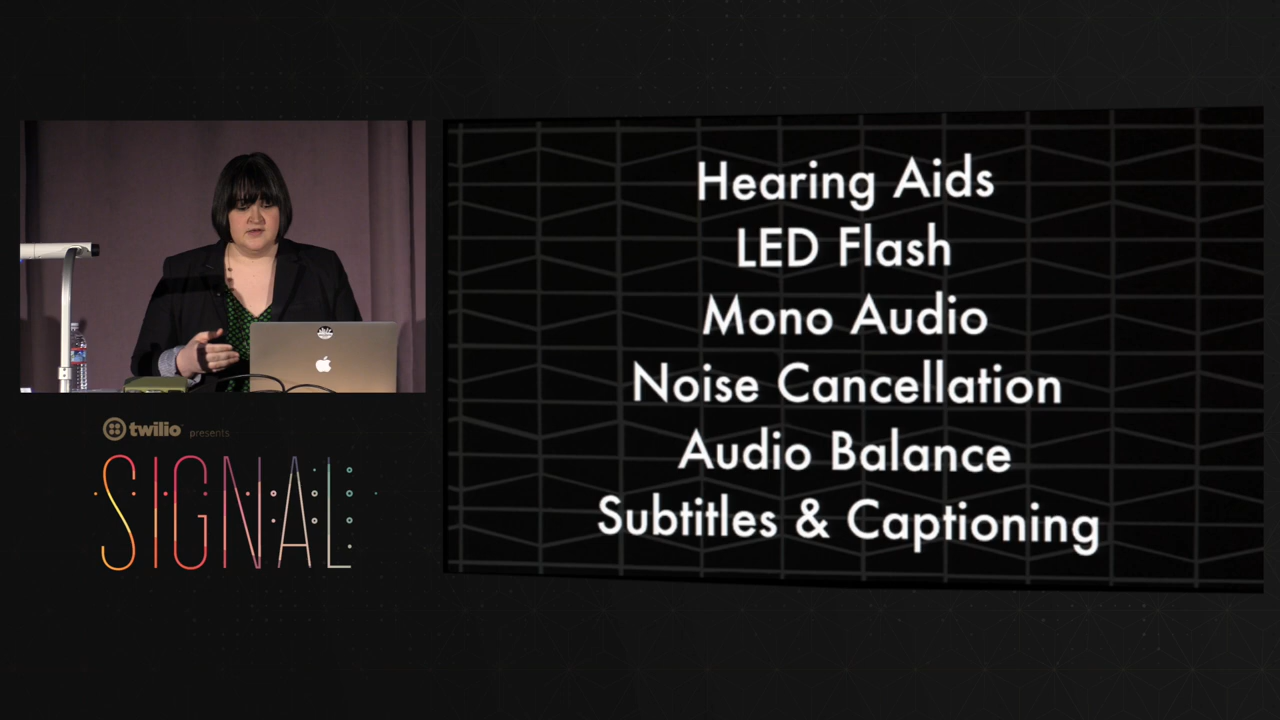 twilio presents
SIGNAL
Hearing Aids
LED Flash
Mono Audio
Noise Cancellation
Audio Balance
Subtitles & Captioning